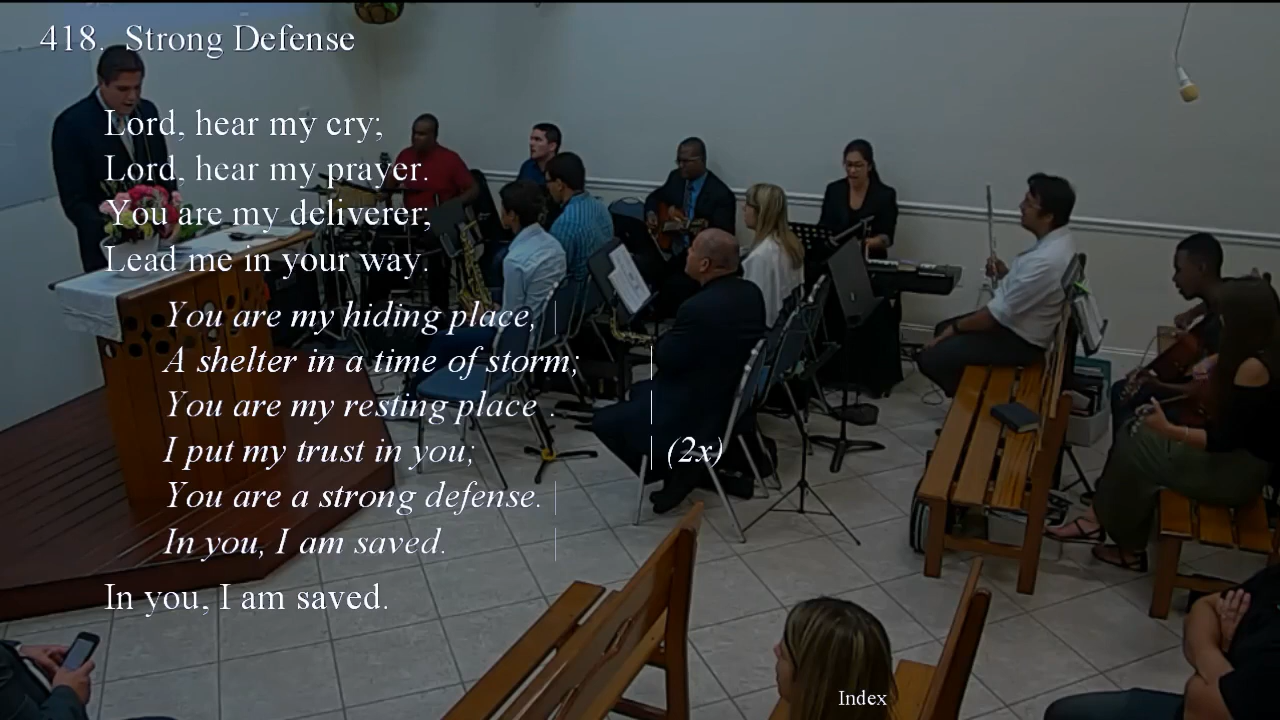 418. Strong Defense
Lord, hear my cry;
Lord, hear my prayer.
You are my deliverer;
Lead me in your way.
You are my hiding place, |
A shelter in a time of storm; |
You are my resting place . |
I put my trust in you; | (2x)
You are a strong defense. |
In you, I am saved. |
In you, I am saved.
Index